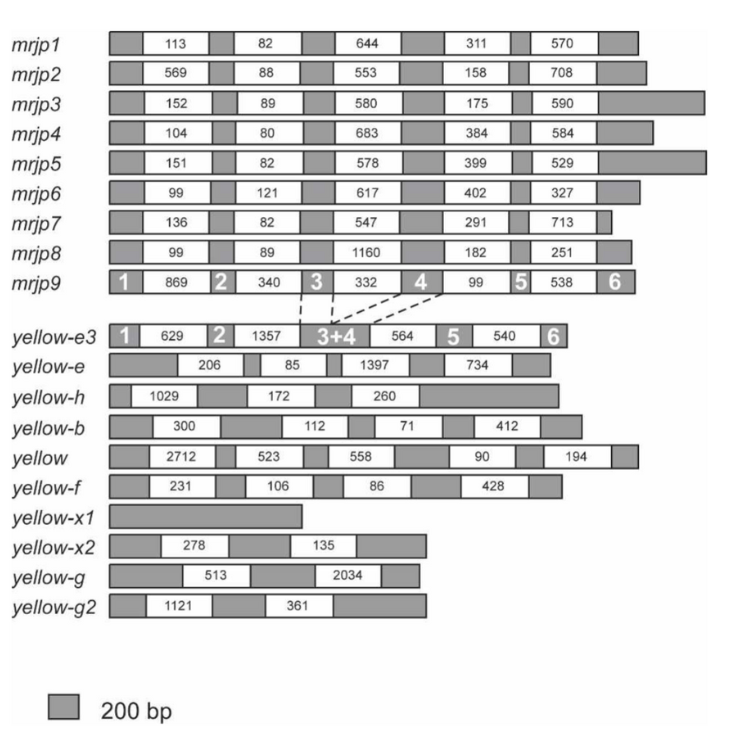 mrjp1 113 82 644 311 570
mrjp2 569 88 553 158 708
mrjp3 152 89 580 175 590
mrjp4 104 80 683 384 584
mrjp5 151 82 578 399 529
mrjp6 99 121 617 402 327
mrjp7 136 82 547 291 713
mrjp8 99 89 1160 182 251
mrjp9 1 869 2 340 3 332 4 99 5 538 6
yellow-e3 1 629 2 1357 3+4 564 5 540 6
yellow-e 206 85 1397 734
yellow-h 1029 172 260
yellow-b 300 112 71 412
yellow 2712 523 558 90 194
yellow-f 231 106 86 428
yellow-x1
yellow-x2 278 135
yellow-g 513 2034
yellow-g2 1121 361
200 bp